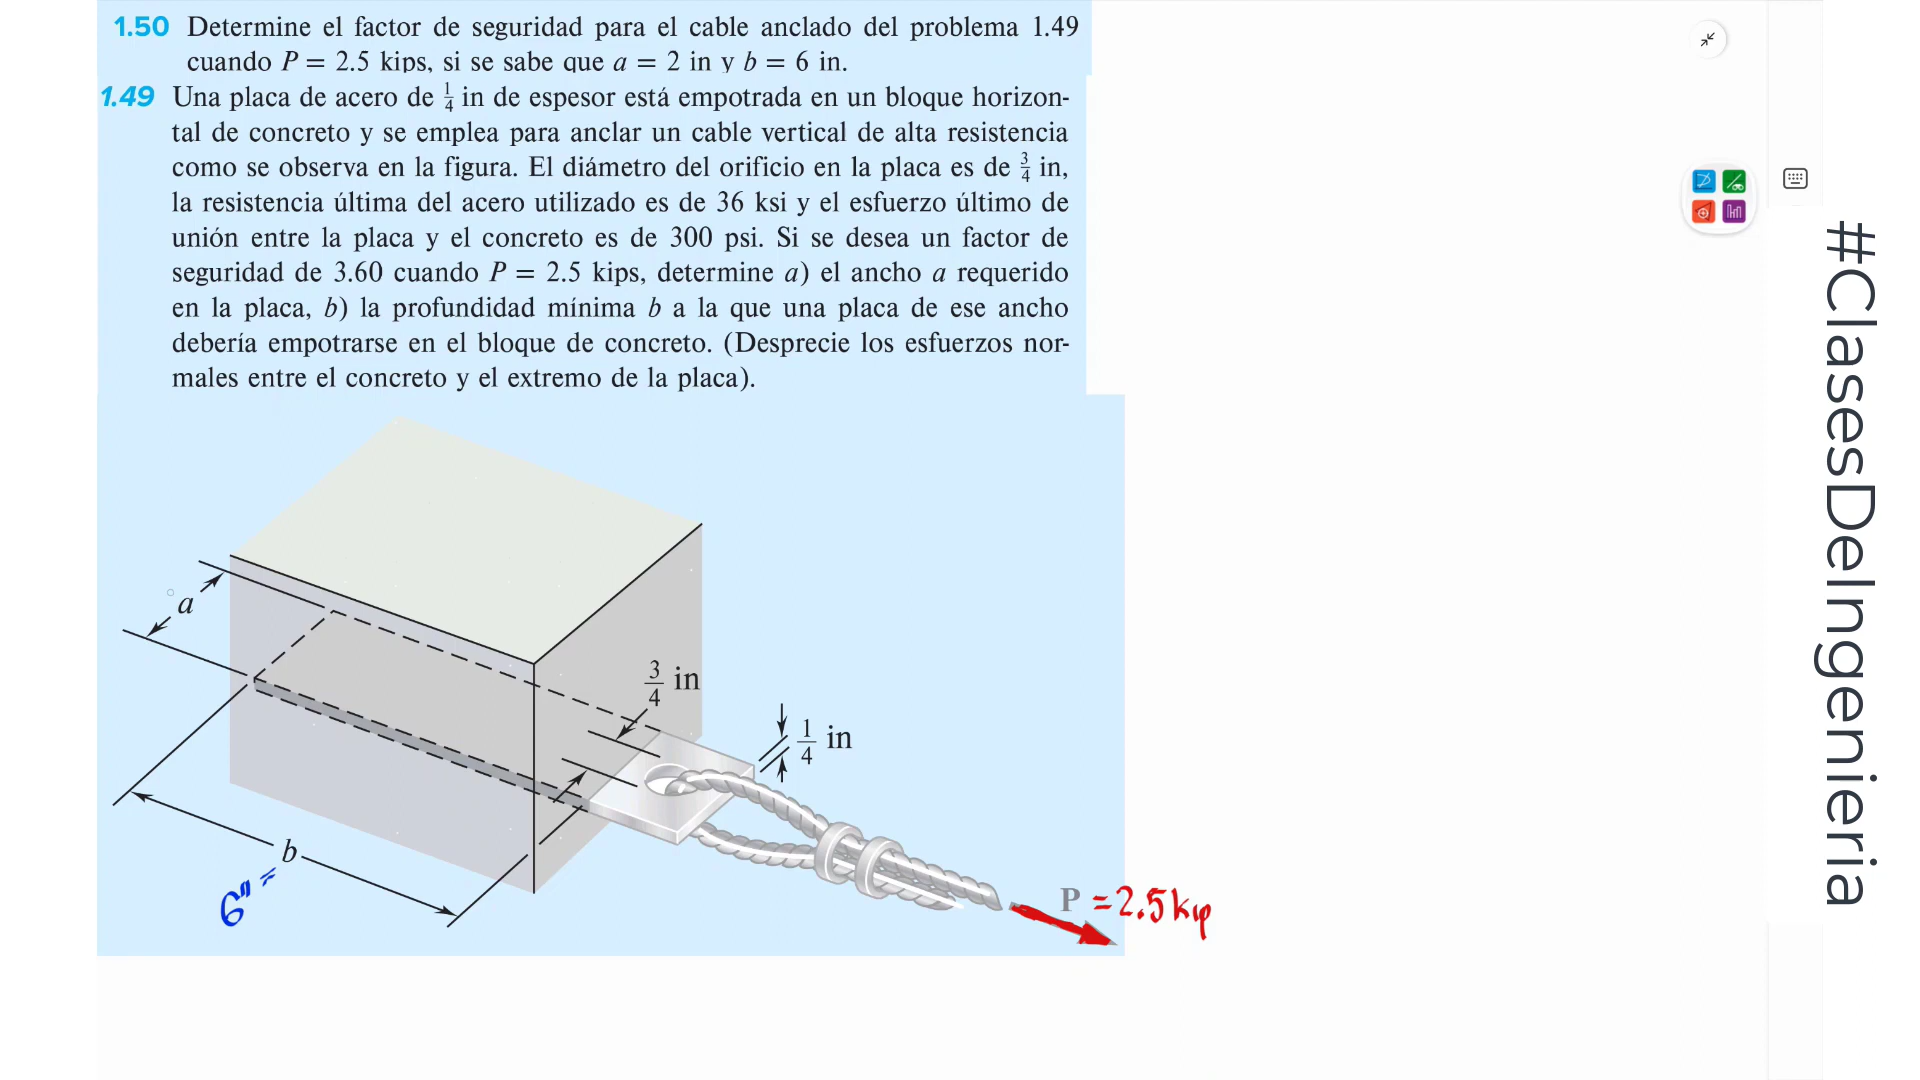 1.50 Determine el factor de seguridad para el cable anclado del problema 1.49
cuando P = 2.5 kips, si se sabe que a = 2 in y b = 6 in.
1.49 Una placa de acero de 1/4 in de espesor está empotrada en un bloque horizon-
tal de concreto y se emplea para anclar un cable vertical de alta resistencia
como se observa en la figura. El diámetro del orificio en la placa es de 3/4 in,
la resistencia última del acero utilizado es de 36 ksi y el esfuerzo último de
unión entre la placa y el concreto es de 300 psi. Si se desea un factor de
seguridad de 3.60 cuando P = 2.5 kips, determine a) el ancho a requerido
en la placa, b) la profundidad mínima b a la que una placa de ese ancho
debería empotrarse en el bloque de concreto. (Desprecie los esfuerzos nor-
males entre el concreto y el extremo de la placa).
a
3/4 in
1/4 in
b
6" =
P = 2.5 kip
#ClasesDeIngenieria